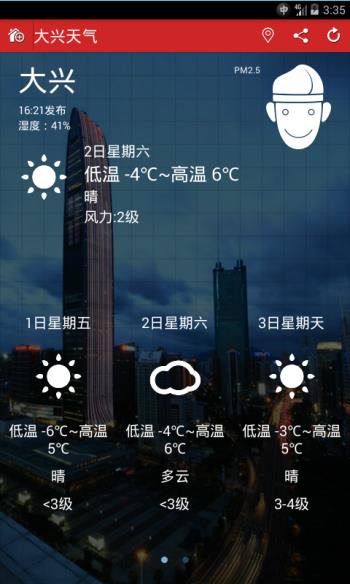 中 4G 3:35
大兴天气
大兴
PM2.5
16:21发布
湿度：41%
2日星期六
低温 -4℃~高温 6℃
晴
风力:2级
1日星期五 2日星期六 3日星期天
低温 -6℃~高温 低温 -4℃~高温 低温 -3℃~高温
5℃ 6℃ 5℃
晴 多云 晴
<3级 <3级 3-4级